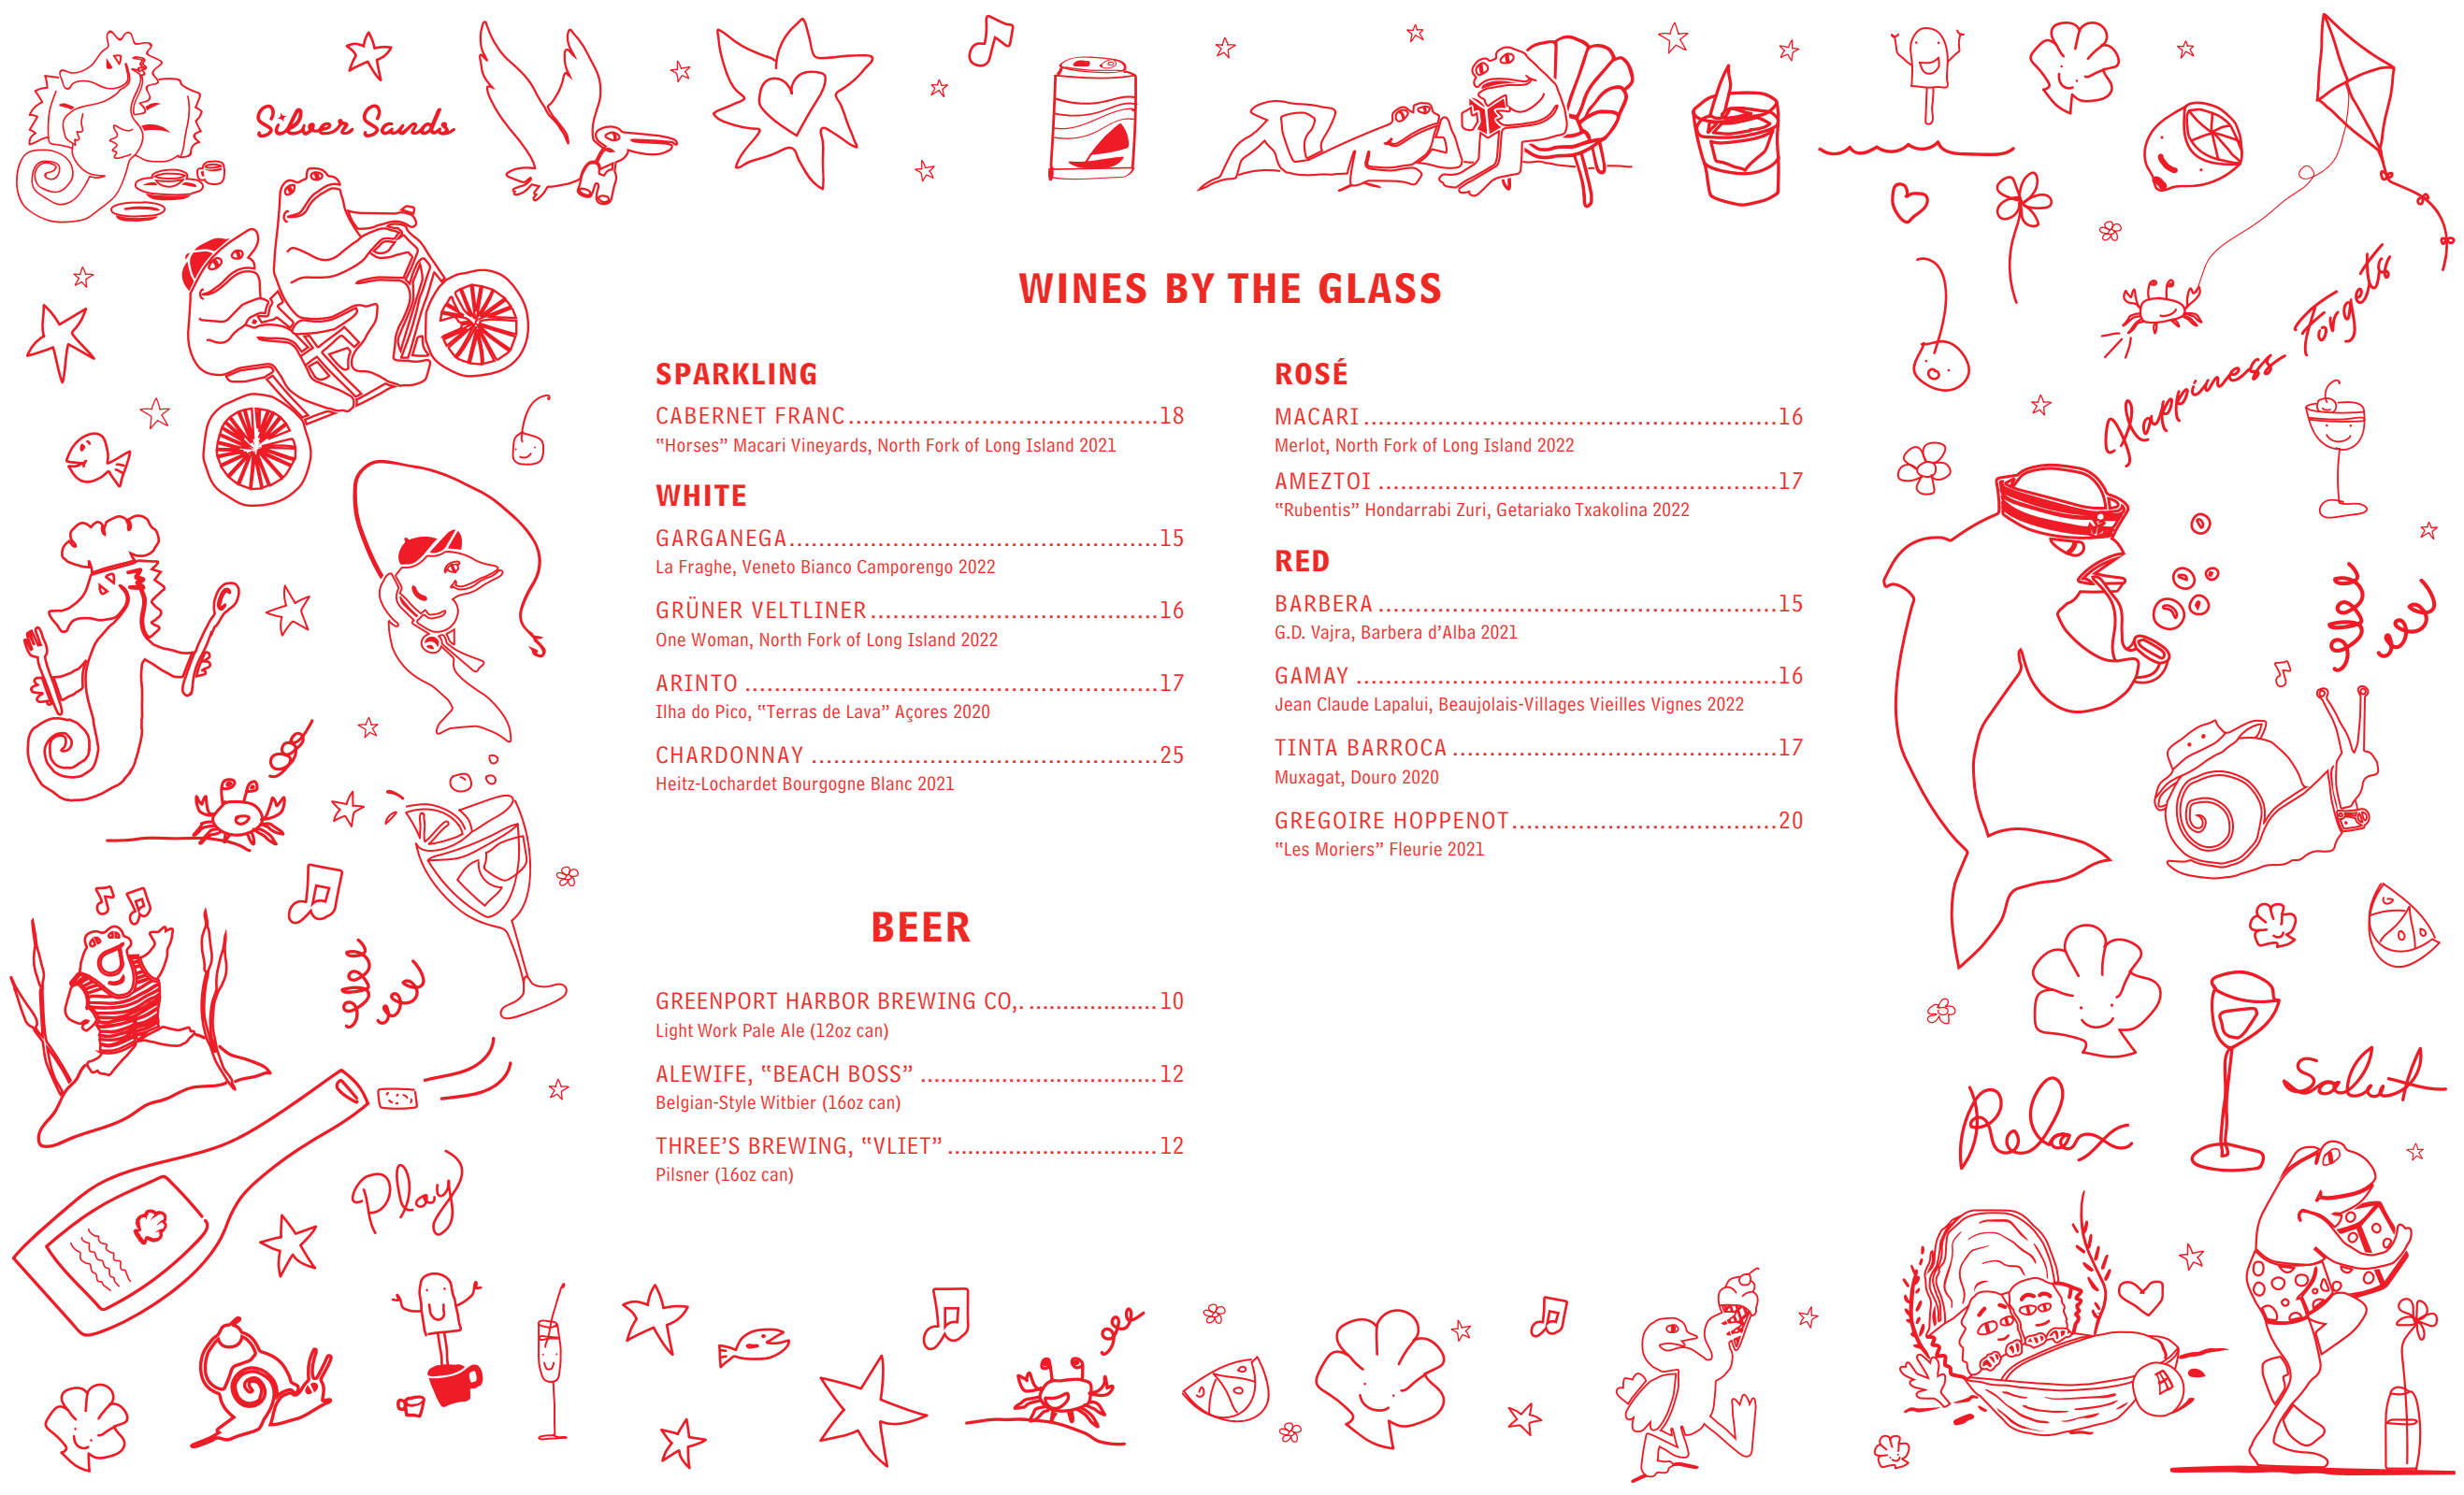 Silver Sands
Happiness Forgets
WINES BY THE GLASS
SPARKLING
CABERNET FRANC..........................................18
"Horses” Macari Vineyards, North Fork of Long Island 2021
WHITE
GARGANEGA..................................................15
La Fraghe, Veneto Bianco Camporengo 2022
GRÜNER VELTLINER.......................................16
One Woman, North Fork of Long Island 2022
ARINTO ........................................................17
Ilha do Pico, "Terras de Lava” Açores 2020
CHARDONNAY ...............................................25
Heitz-Lochardet Bourgogne Blanc 2021
ROSÉ
MACARI........................................................16
Merlot, North Fork of Long Island 2022
AMEZTOI ......................................................17
"Rubentis” Hondarrabi Zuri, Getariako Txakolina 2022
RED
BARBERA ......................................................15
G.D. Vajra, Barbera d’Alba 2021
GAMAY .........................................................16
Jean Claude Lapalui, Beaujolais-Villages Vieilles Vignes 2022
TINTA BARROCA ............................................17
Muxagat, Douro 2020
GREGOIRE HOPPENOT....................................20
"Les Moriers” Fleurie 2021
BEER
GREENPORT HARBOR BREWING CO,. ...................10
Light Work Pale Ale (12oz can)
ALEWIFE, "BEACH BOSS” ...................................12
Belgian-Style Witbier (16oz can)
THREE’S BREWING, "VLIET” ...............................12
Pilsner (16oz can)
Play
Relax
Salut